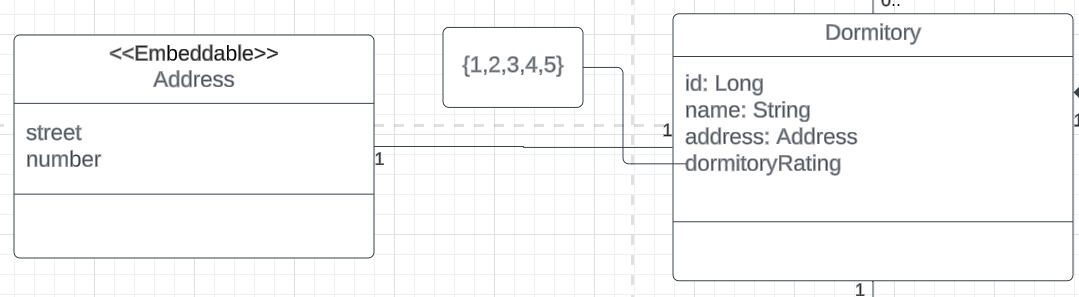 <<Embeddable>>
Address
street
number
1
{1,2,3,4,5}
1
0..
Dormitory
id: Long
name: String
address: Address
dormitoryRating
1
1